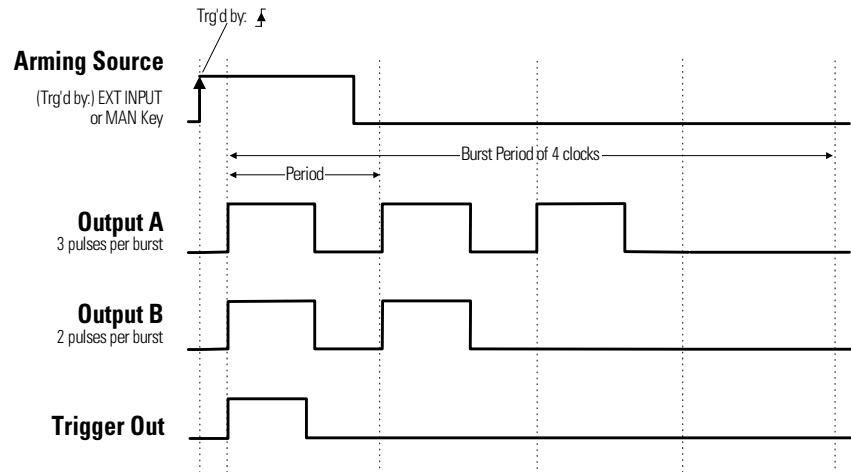 Trg'd by:
Arming Source
(Trg'd by:) EXT INPUT
or MAN Key
Burst Period of 4 clocks
Period
Output A
3 pulses per burst
Output B
2 pulses per burst
Trigger Out